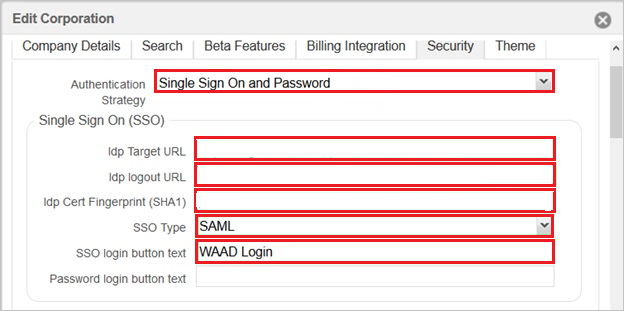 Edit Corporation
Company Details Search Beta Features Billing Integration Security Theme
Authentication Strategy Single Sign On and Password
Single Sign On (SSO)
Idp Target URL
Idp logout URL
Idp Cert Fingerprint (SHA1)
SSO Type SAML
SSO login button text WAAD Login
Password login button text